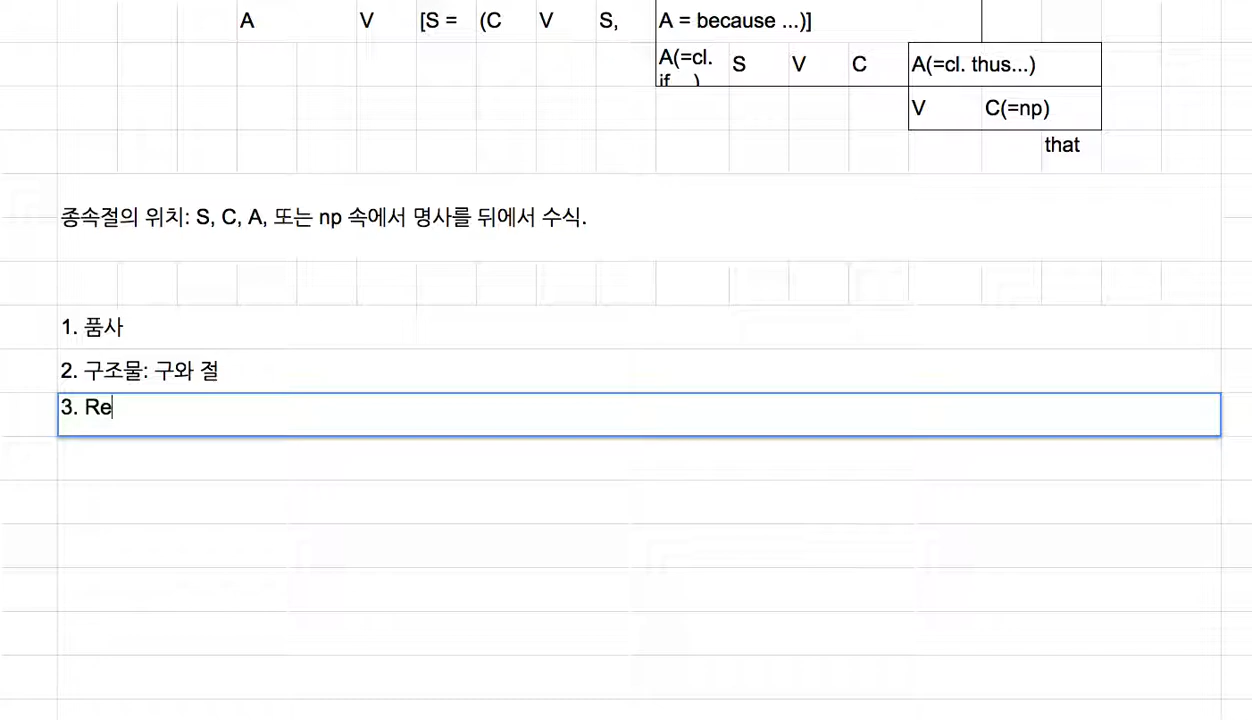 A V [S = (C V S, A = because ...)]
A(=cl. if ...) S V C A(=cl. thus...)
V C(=np)
that
종속절의 위치: S, C, A, 또는 np 속에서 명사를 뒤에서 수식.
1. 품사
2. 구조물: 구와 절
3. Re